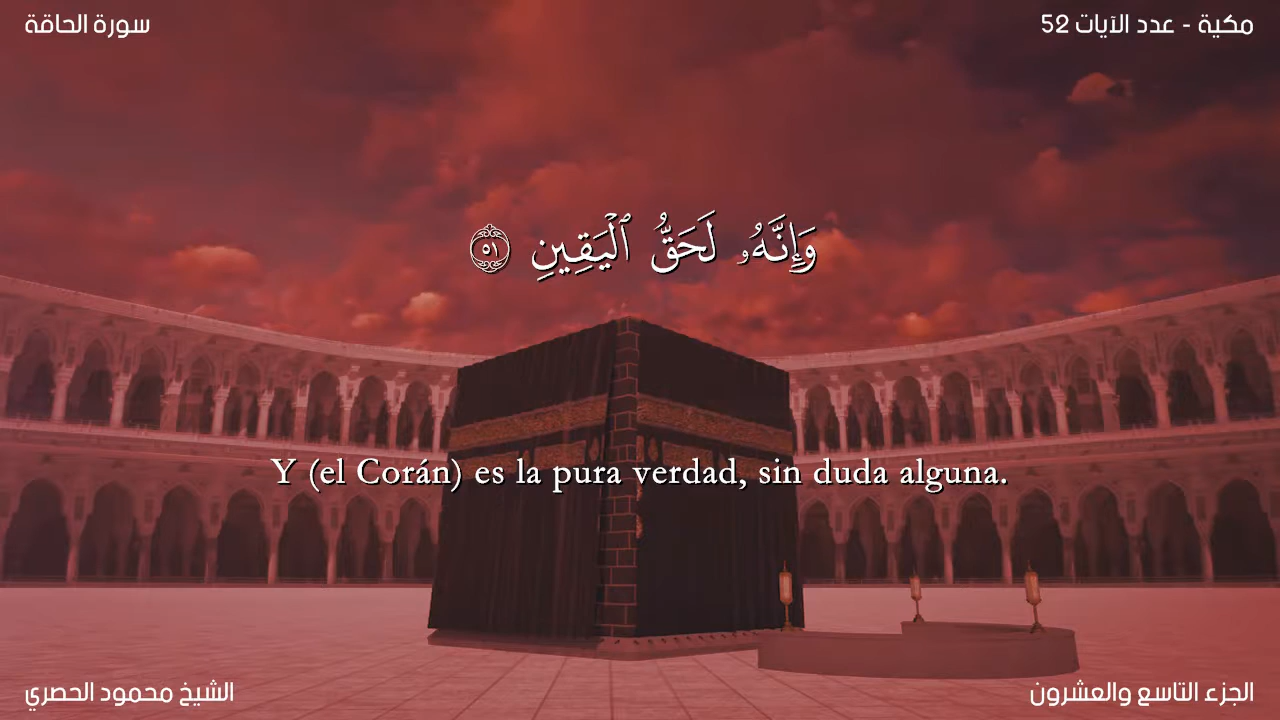 مكية - عدد الآيات 52
سورة الحاقة
وَإِنَّهُۥ لَحَقُّ ٱلْيَقِينِ ٥١
Y (el Corán) es la pura verdad, sin duda alguna.
الجزء التاسع والعشرون
الشيخ محمود الحصري